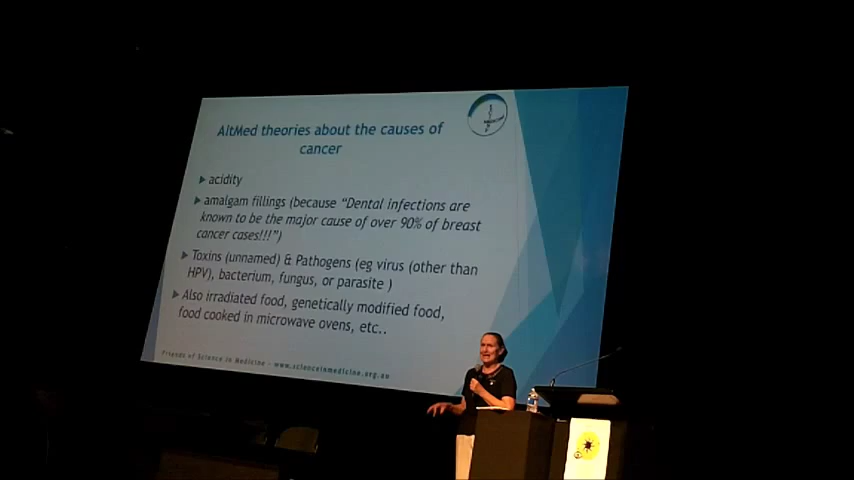 AltMed theories about the causes of
cancer
acidity
amalgam fillings (because “Dental infections are
known to be the major cause of over 90% of breast
cancer cases!!!”)
Toxins (unnamed) & Pathogens (eg virus (other than
HPV), bacterium, fungus, or parasite )
Also irradiated food, genetically modified food,
food cooked in microwave ovens, etc..
Friends of Science in Medicine - www.scienceinmedicine.org.au